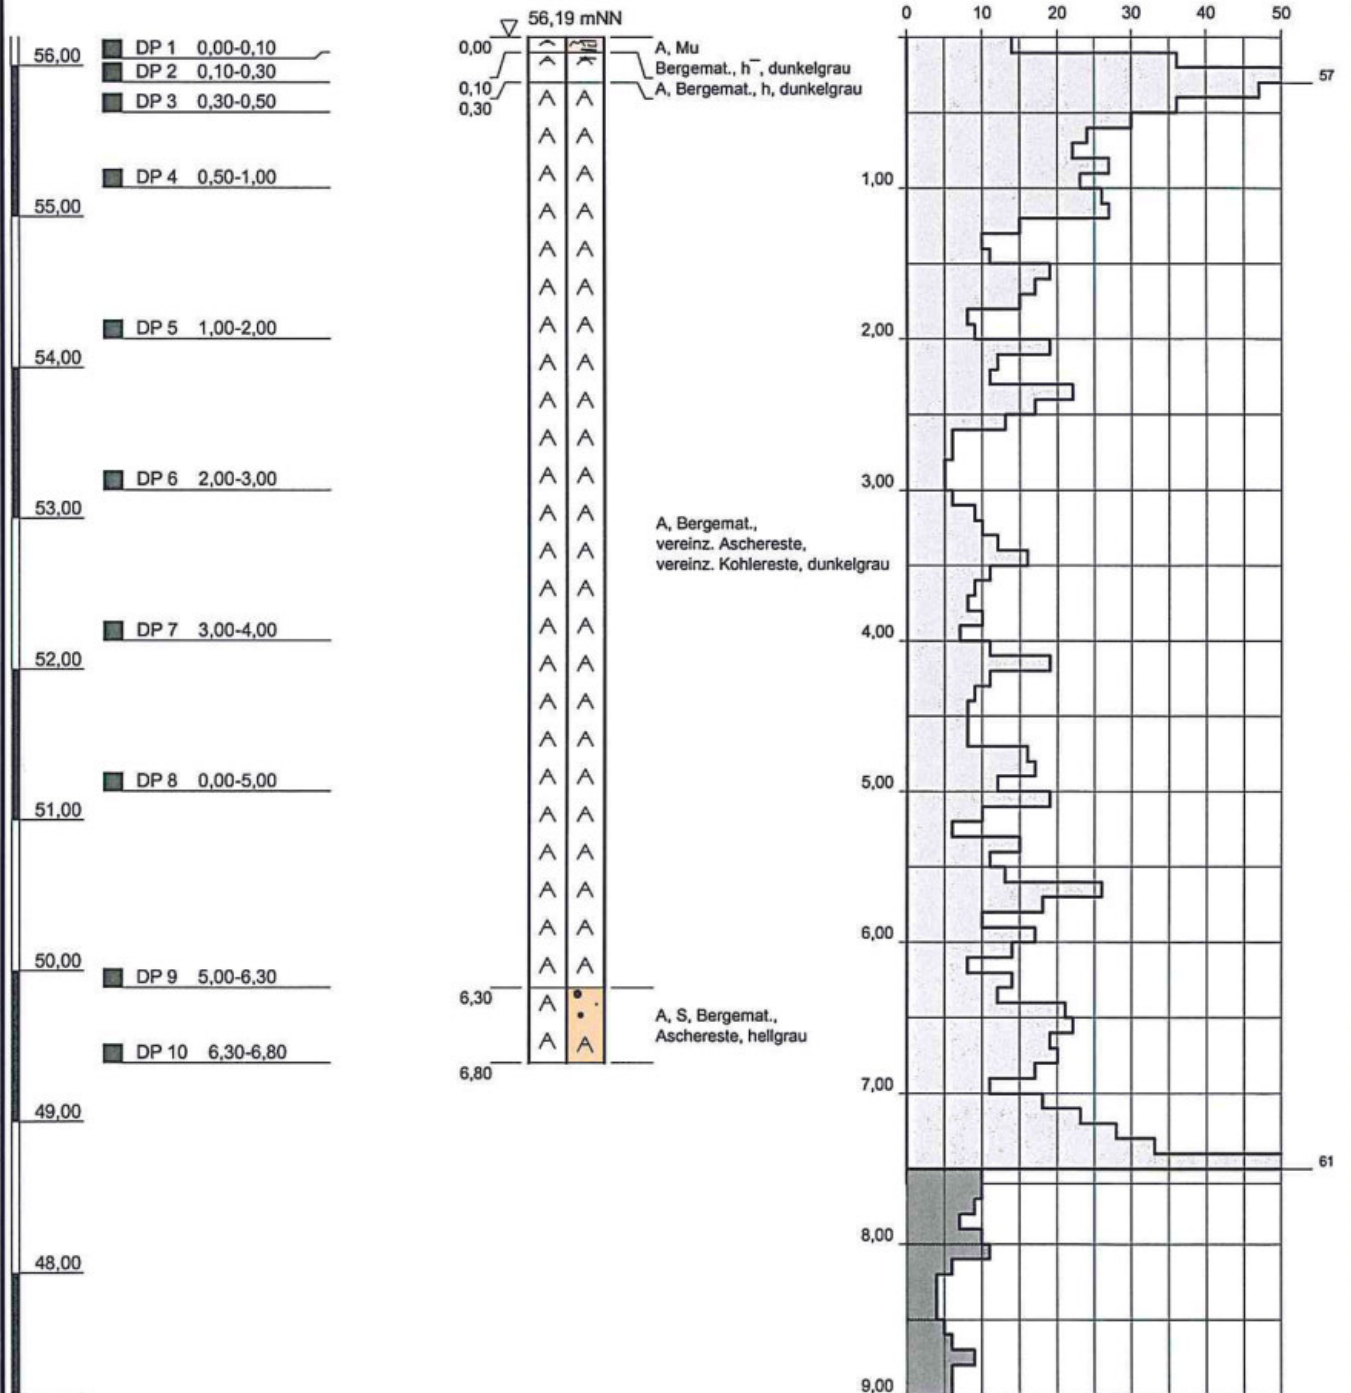 56,19 mNN
0 10 20 30 40 50
56,00
DP 1 0,00-0,10
DP 2 0,10-0,30
DP 3 0,30-0,50
DP 4 0,50-1,00
55,00
DP 5 1,00-2,00
54,00
DP 6 2,00-3,00
53,00
DP 7 3,00-4,00
52,00
DP 8 0,00-5,00
51,00
50,00
DP 9 5,00-6,30
DP 10 6,30-6,80
49,00
48,00
0,00
0,10
0,30
6,30
6,80
A, Mu
Bergemat., h¯, dunkelgrau
A, Bergemat., h, dunkelgrau
A, Bergemat.,
vereinz. Aschereste,
vereinz. Kohlereste, dunkelgrau
A, S, Bergemat.,
Aschereste, hellgrau
57
1,00
2,00
3,00
4,00
5,00
6,00
7,00
61
8,00
9,00